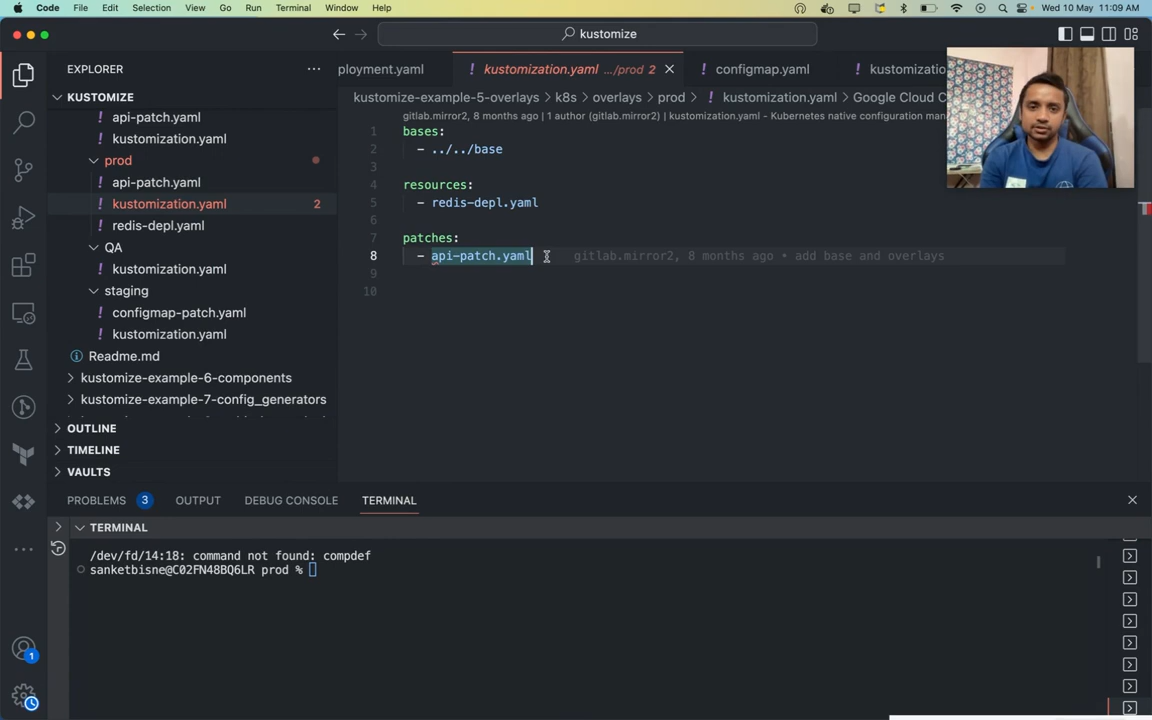 Code File Edit Selection View Go Run Terminal Window Help
Wed 10 May 11:09 AM
kustomize
EXPLORER
ployment.yaml
kustomization.yaml .../prod 2
configmap.yaml
kustomizatio
KUSTOMIZE
kustomize-example-5-overlays > k8s > overlays > prod > ! kustomization.yaml > Google Cloud C
api-patch.yaml
kustomization.yaml
prod
api-patch.yaml
kustomization.yaml 2
redis-depl.yaml
QA
kustomization.yaml
staging
configmap-patch.yaml
kustomization.yaml
Readme.md
kustomize-example-6-components
kustomize-example-7-config_generators
OUTLINE
TIMELINE
VAULTS
gitlab.mirror2, 8 months ago | 1 author (gitlab.mirror2) | kustomization.yaml - Kubernetes native configuration man
1 bases:
2 - ../../base
3
4 resources:
5 - redis-depl.yaml
6
7 patches:
8 - api-patch.yaml gitlab.mirror2, 8 months ago • add base and overlays
9
10
PROBLEMS 3 OUTPUT DEBUG CONSOLE TERMINAL
TERMINAL
/dev/fd/14:18: command not found: compdef
sanketbisne@C02FN48BQ6LR prod %
1